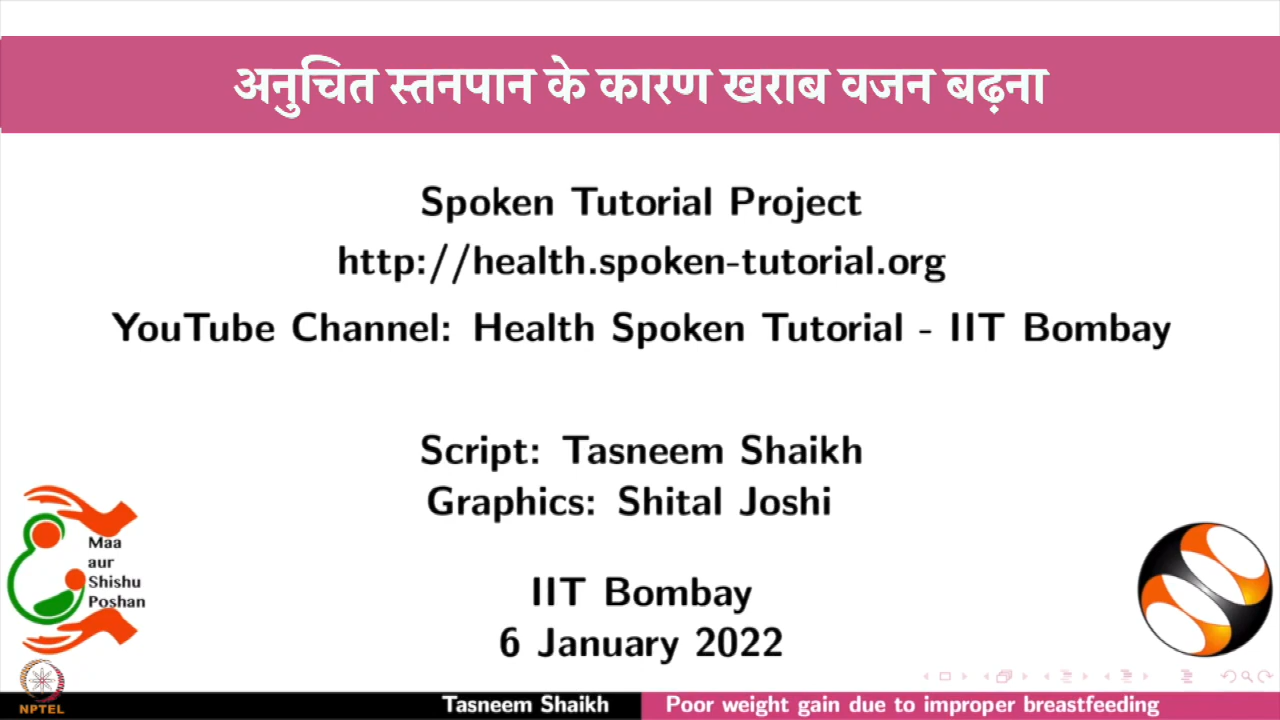 अनुचित स्तनपान के कारण खराब वजन बढ़ना
Spoken Tutorial Project
http://health.spoken-tutorial.org
YouTube Channel: Health Spoken Tutorial - IIT Bombay
Script: Tasneem Shaikh
Graphics: Shital Joshi
Maa
aur
Shishu
Poshan
IIT Bombay
6 January 2022
NPTEL
Tasneem Shaikh
Poor weight gain due to improper breastfeeding